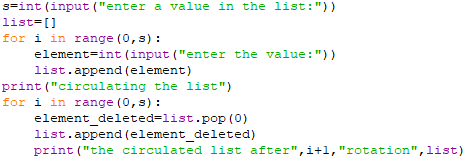 s=int(input("enter a value in the list:"))
list=[]
for i in range(0,s):
    element=int(input("enter the value:"))
    list.append(element)
print("circulating the list")
for i in range(0,s):
    element_deleted=list.pop(0)
    list.append(element_deleted)
    print("the circulated list after",i+1,"rotation",list)